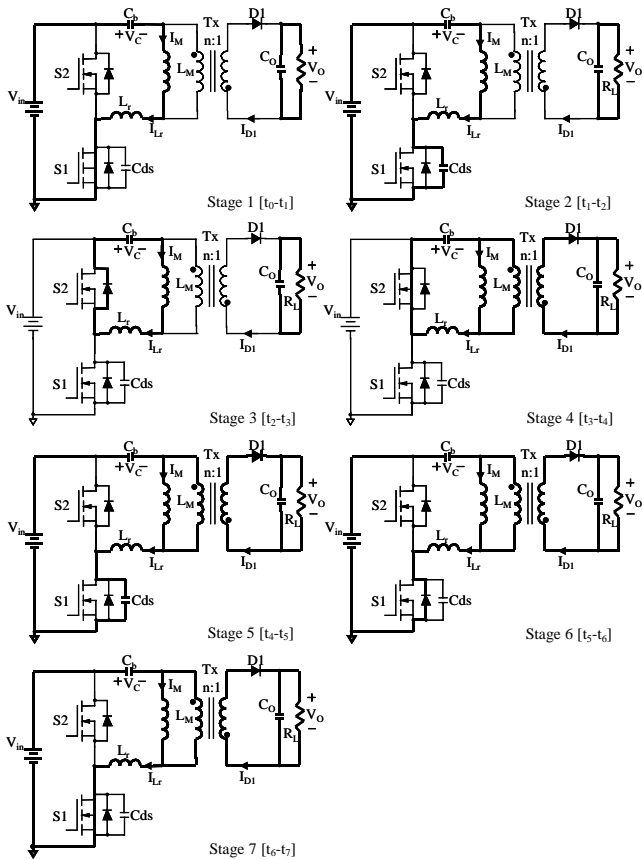 Cb
+VC−
IM
Tx
n:1
D1
S2
LM
CO
+
VO
−
RL
Vin
Lr
ILr
ID1
S1
Cds
Stage 1 [t0-t1]
Cb
+VC−
IM
Tx
n:1
D1
S2
LM
CO
+
VO
−
RL
Vin
Lr
ILr
ID1
S1
Cds
Stage 2 [t1-t2]
Cb
+VC−
IM
Tx
n:1
D1
S2
LM
CO
+
VO
−
RL
Vin
Lr
ILr
ID1
S1
Cds
Stage 3 [t2-t3]
Cb
+VC−
IM
Tx
n:1
D1
S2
LM
CO
+
VO
−
RL
Vin
Lr
ILr
ID1
S1
Cds
Stage 4 [t3-t4]
Cb
+VC−
IM
Tx
n:1
D1
S2
LM
CO
+
VO
−
RL
Vin
Lr
ILr
ID1
S1
Cds
Stage 5 [t4-t5]
Cb
+VC−
IM
Tx
n:1
D1
S2
LM
CO
+
VO
−
RL
Vin
Lr
ILr
ID1
S1
Cds
Stage 6 [t5-t6]
Cb
+VC−
IM
Tx
n:1
D1
S2
LM
CO
+
VO
−
RL
Vin
Lr
ILr
ID1
S1
Cds
Stage 7 [t6-t7]